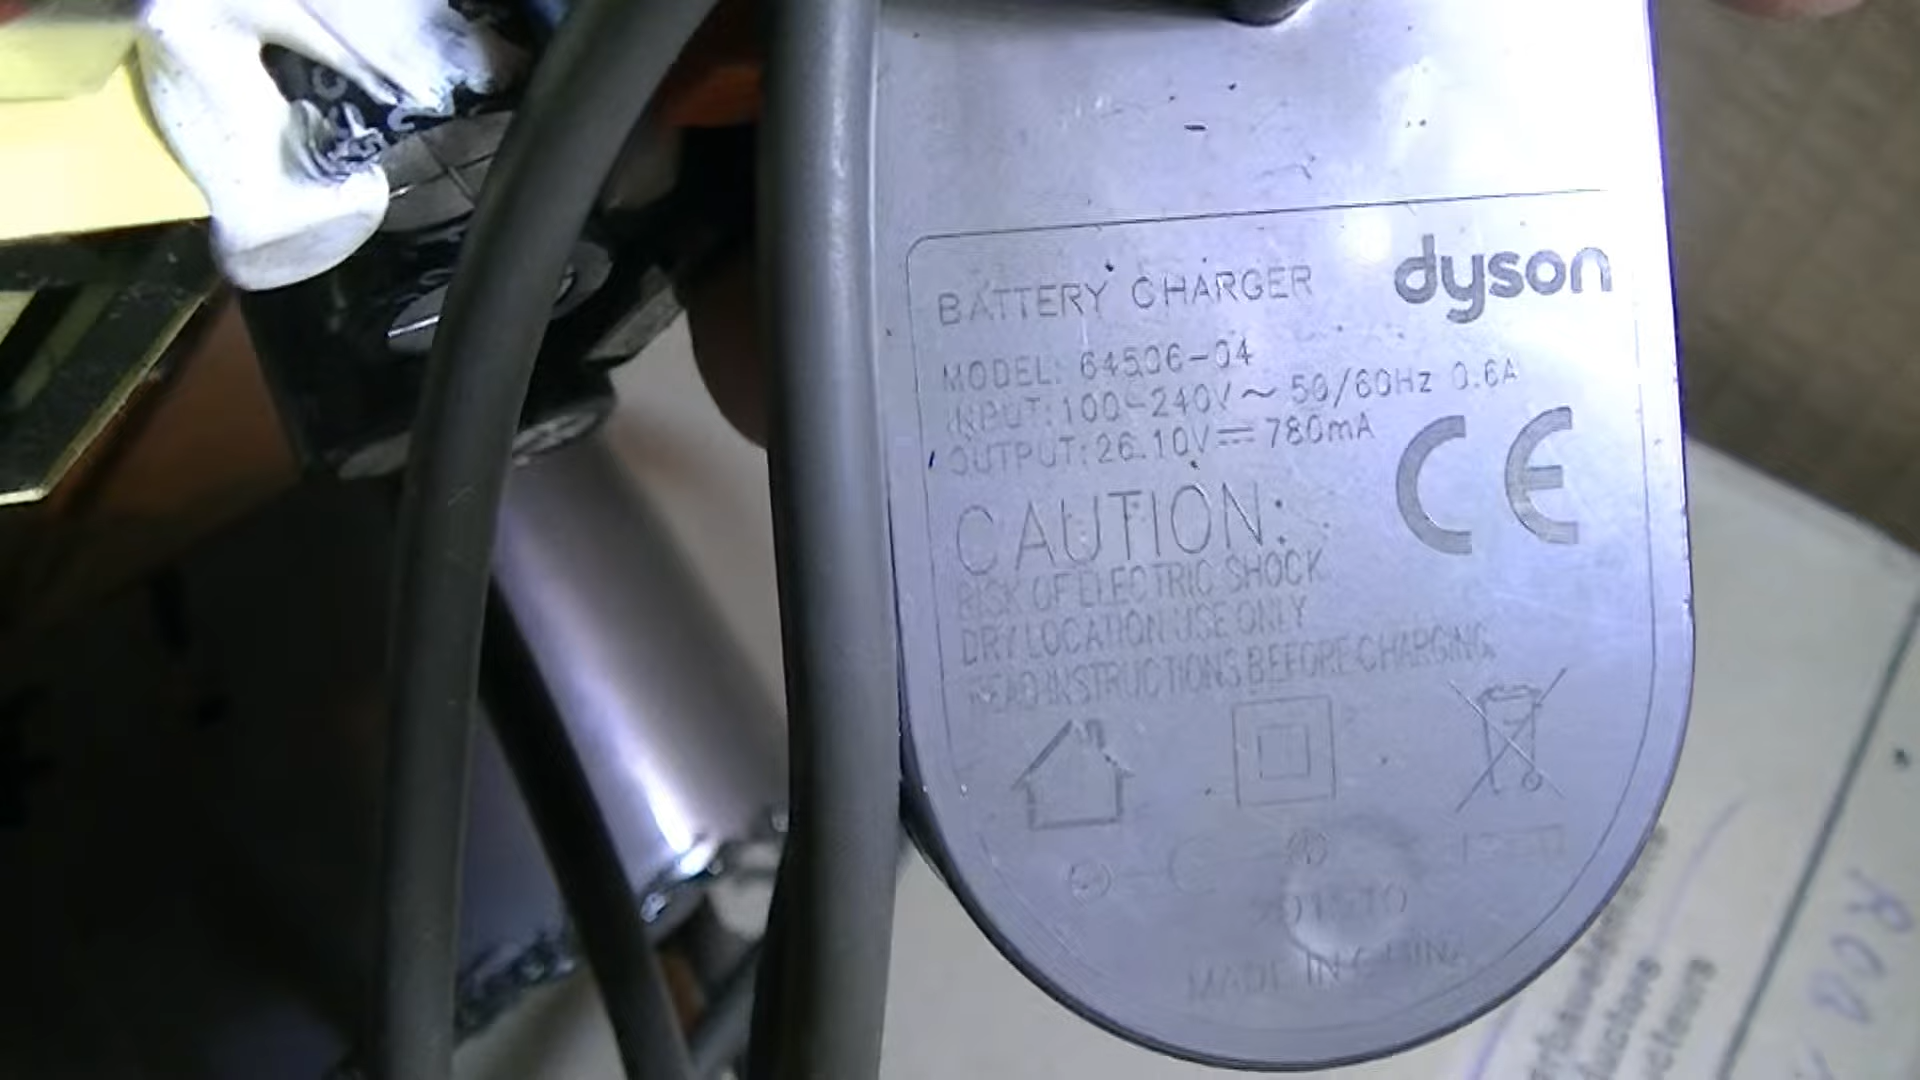 BATTERY CHARGER
dyson
MODEL: 64506-04
INPUT: 100-240V ~ 50/60Hz 0.6A
OUTPUT: 26.10V ⎓ 780mA
CE
CAUTION:
RISK OF ELECTRIC SHOCK
DRY LOCATION USE ONLY
READ INSTRUCTIONS BEFORE CHARGING
MADE IN CHINA